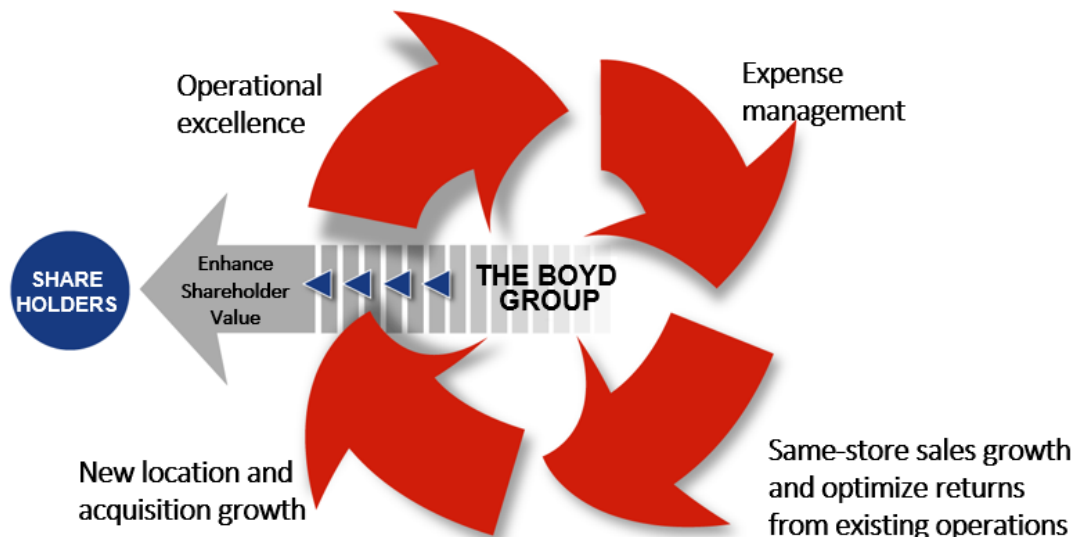 Operational
excellence
Expense
management
SHARE
HOLDERS
Enhance
Shareholder
Value
THE BOYD
GROUP
New location and
acquisition growth
Same-store sales growth
and optimize returns
from existing operations